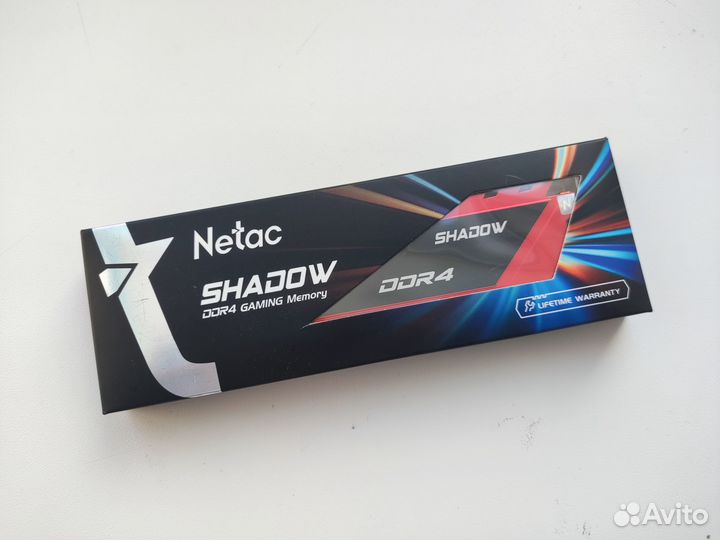 Netac
SHADOW
DDR4 GAMING Memory
SHADOW
DDR4
N
LIFETIME WARRANTY
Avito